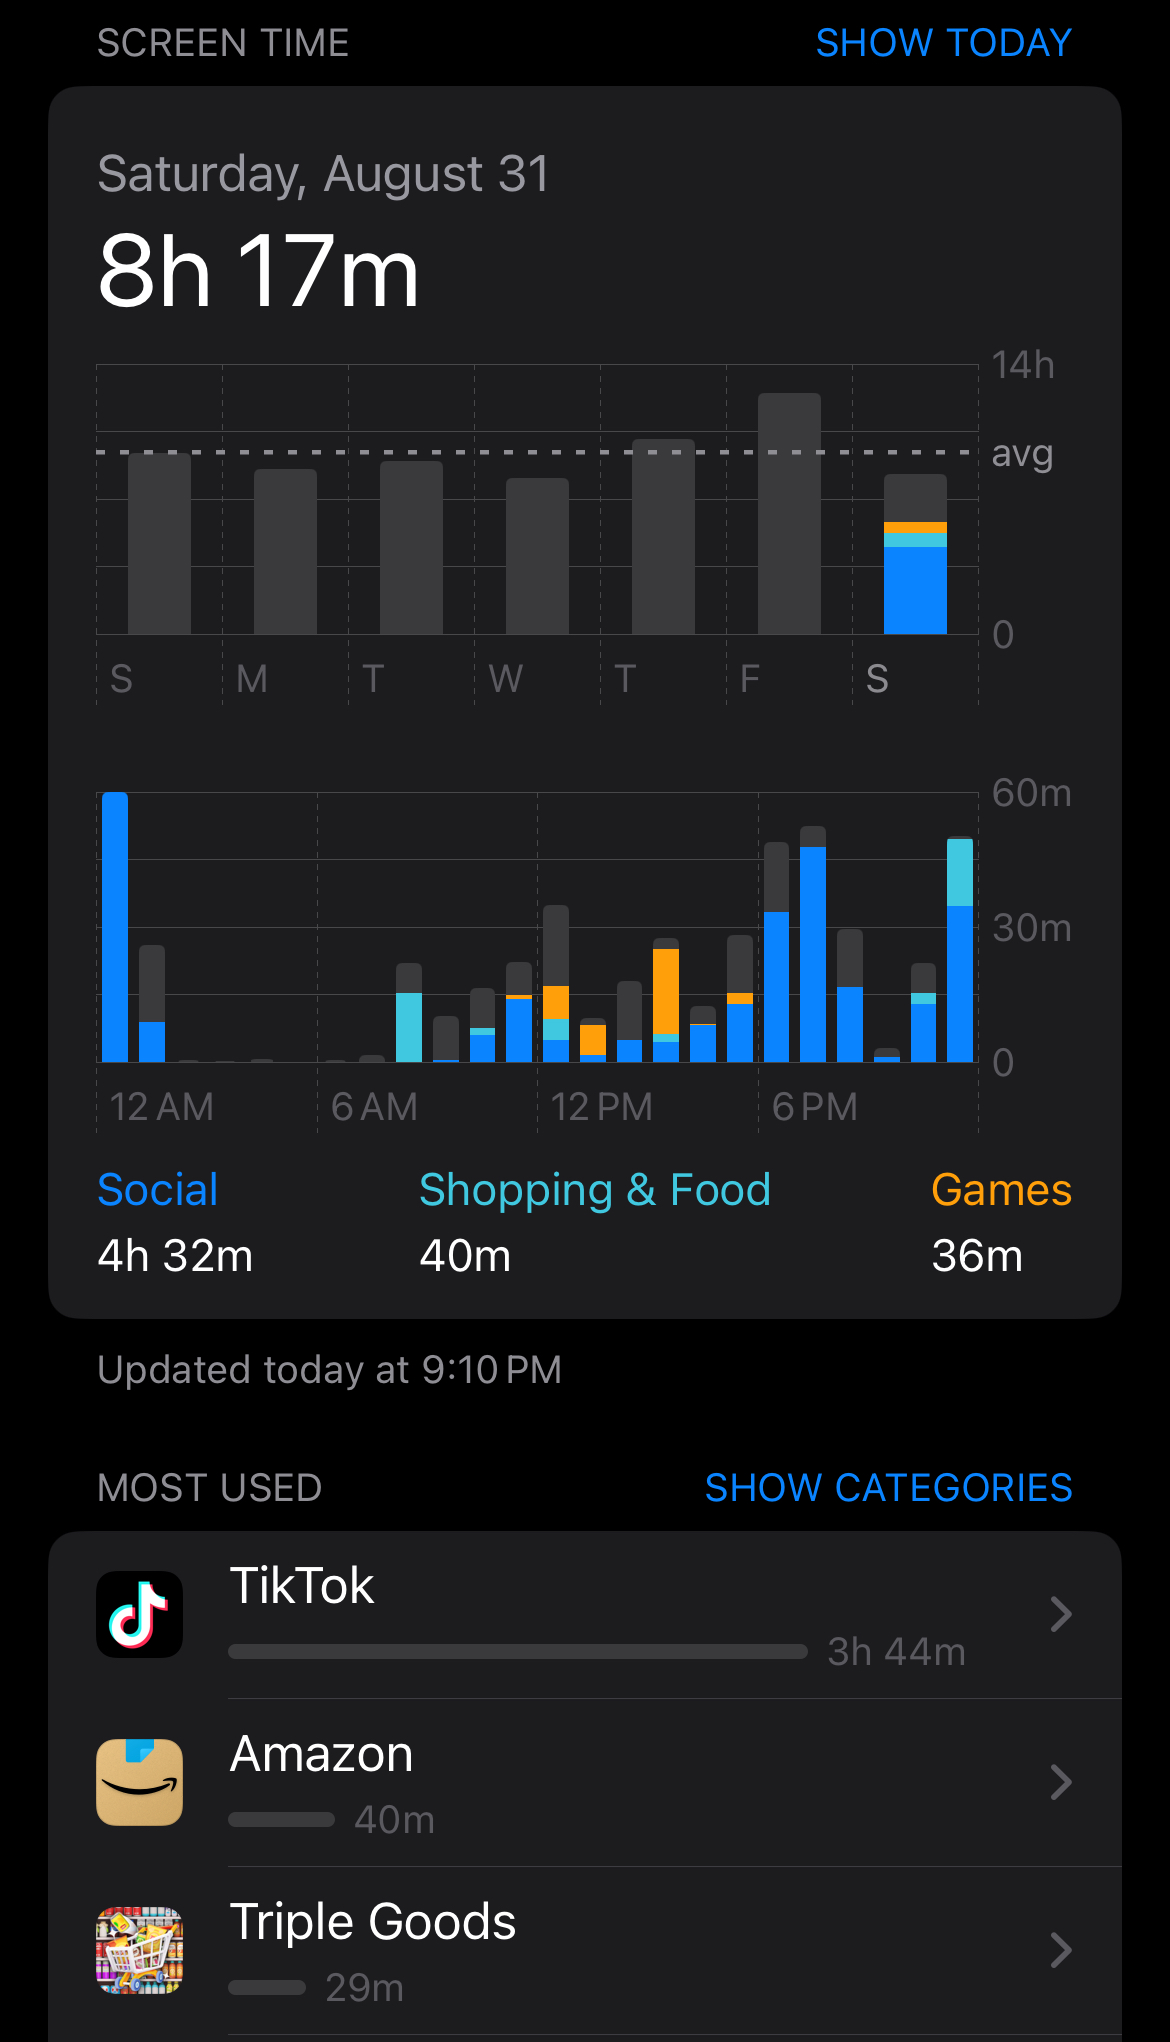 SCREEN TIME
SHOW TODAY
Saturday, August 31
8h 17m
14h
avg
0
S M T W T F S
60m
30m
0
12 AM 6 AM 12 PM 6 PM
Social Shopping & Food Games
4h 32m 40m 36m
Updated today at 9:10 PM
MOST USED
SHOW CATEGORIES
TikTok
3h 44m
Amazon
40m
Triple Goods
29m